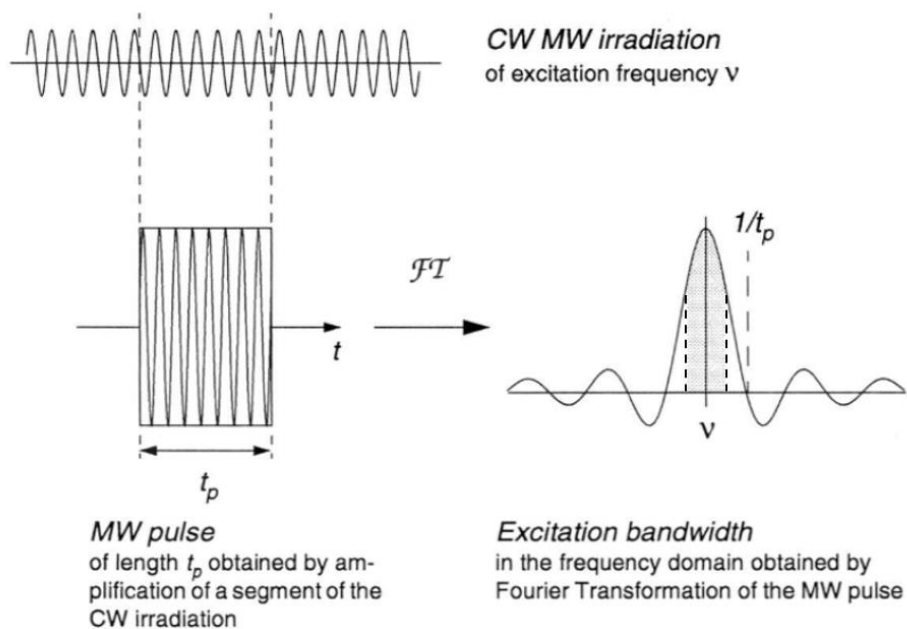 CW MW irradiation
of excitation frequency ν
1/tp
FT
t
ν
tp
MW pulse
of length tp obtained by am-
plification of a segment of the
CW irradiation
Excitation bandwidth
in the frequency domain obtained by
Fourier Transformation of the MW pulse